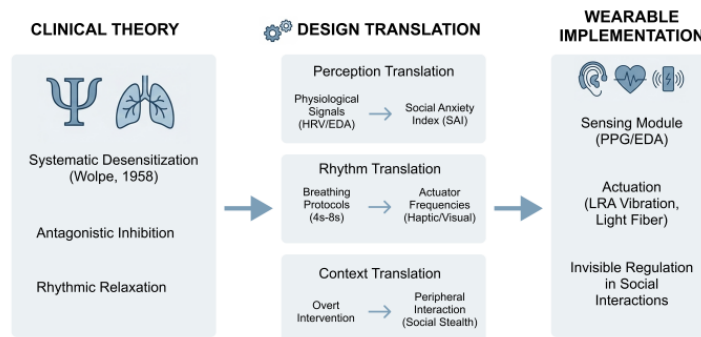 CLINICAL THEORY
Systematic Desensitization
(Wolpe, 1958)
Antagonistic Inhibition
Rhythmic Relaxation
DESIGN TRANSLATION
Perception Translation
Physiological
Signals
(HRV/EDA)
Social Anxiety
Index (SAI)
Rhythm Translation
Breathing
Protocols
(4s-8s)
Actuator
Frequencies
(Haptic/Visual)
Context Translation
Overt
Intervention
Peripheral
Interaction
(Social Stealth)
WEARABLE
IMPLEMENTATION
Sensing Module
(PPG/EDA)
Actuation
(LRA Vibration,
Light Fiber)
Invisible Regulation
in Social
Interactions